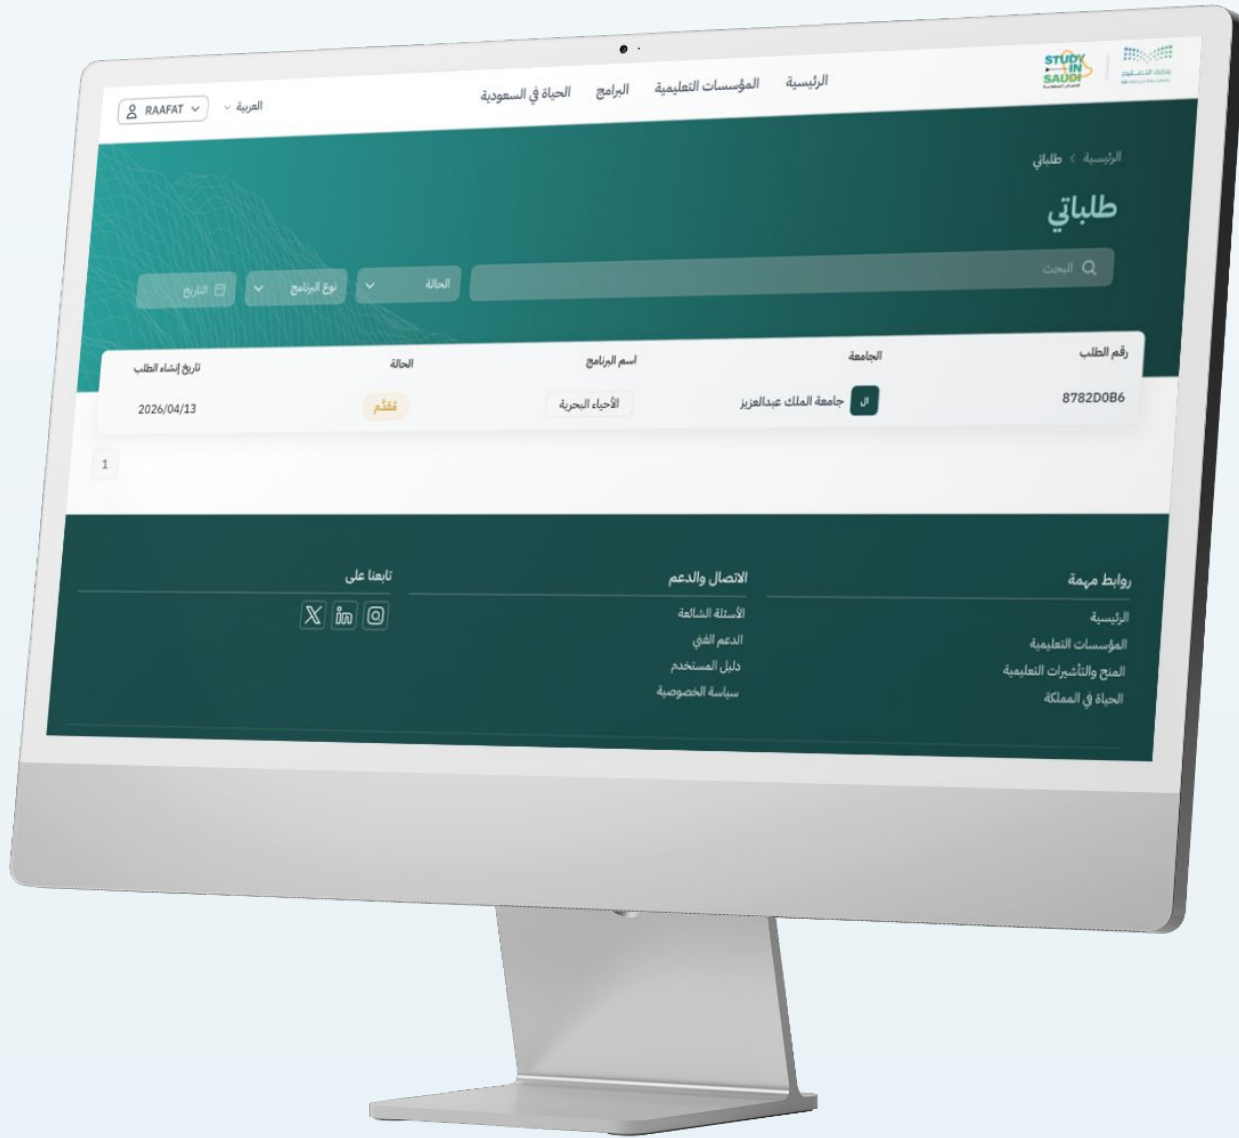 STUDY
IN
SAUDI
وزارة التعليم
الرئيسية
المؤسسات التعليمية
البرامج
الحياة في السعودية
العربية
RAAFAT
الرئيسية > طلباتي
طلباتي
البحث
الحالة
نوع البرنامج
التاريخ
رقم الطلب
الجامعة
اسم البرنامج
الحالة
تاريخ إنشاء الطلب
8782D0B6
ال
جامعة الملك عبدالعزيز
الأحياء البحرية
مُقدَّم
2026/04/13
1
روابط مهمة
الرئيسية
المؤسسات التعليمية
المنح والتأشيرات التعليمية
الحياة في المملكة
الاتصال والدعم
الأسئلة الشائعة
الدعم الفني
دليل المستخدم
سياسة الخصوصية
تابعنا على